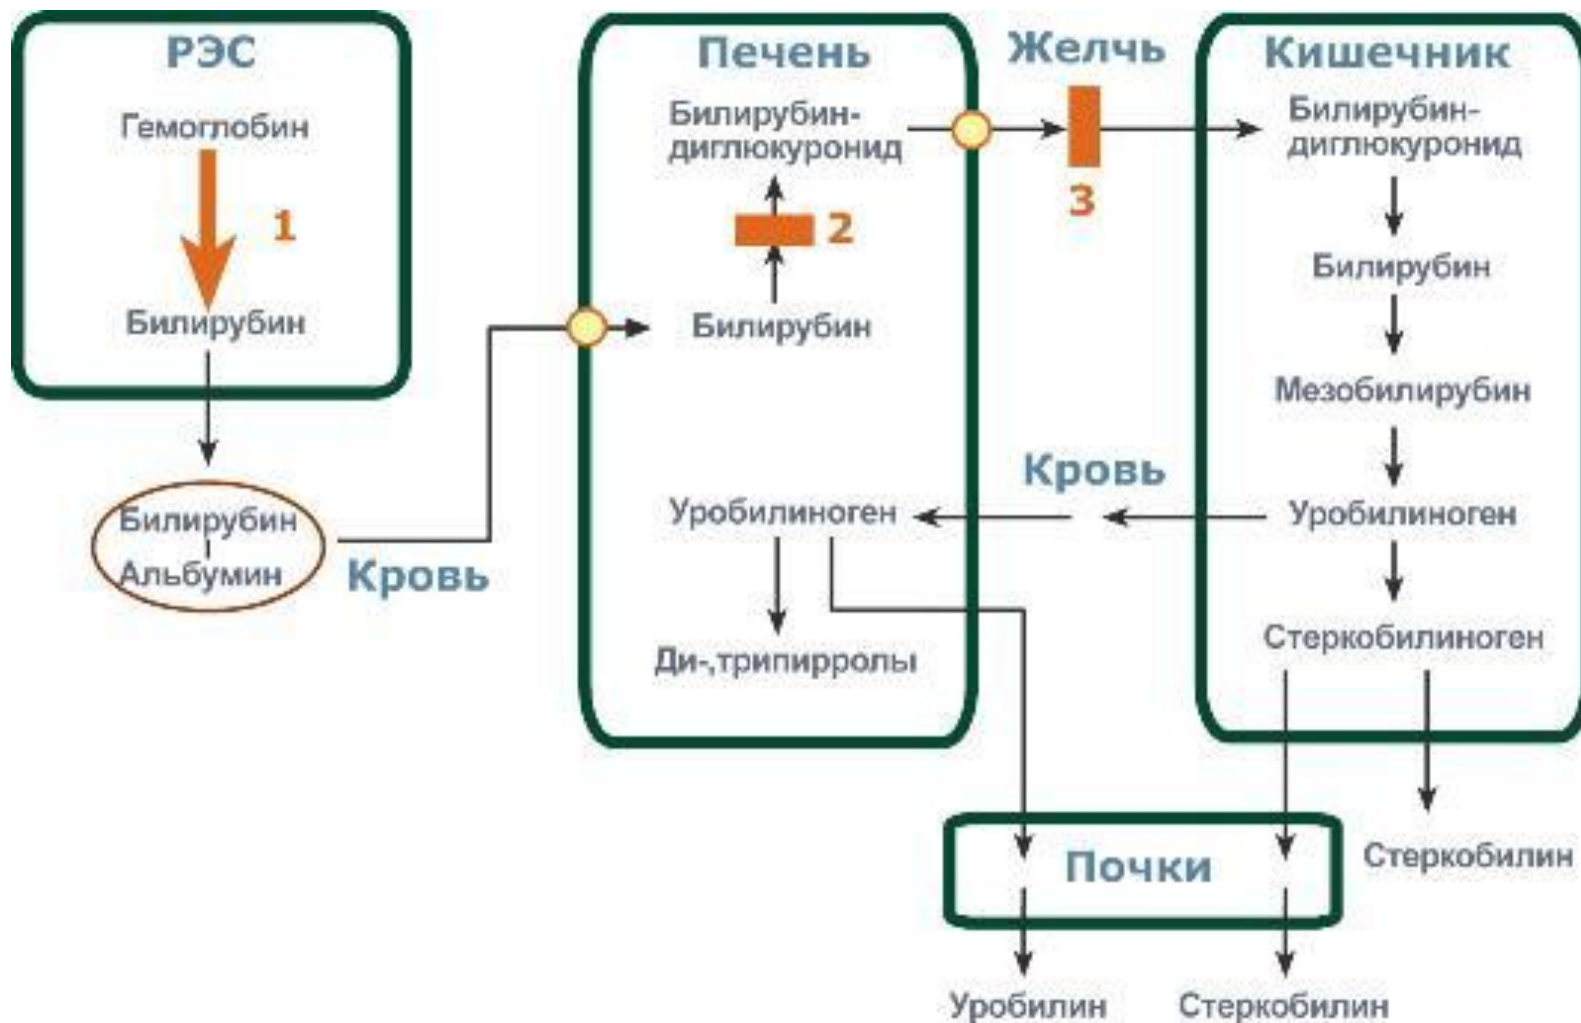 РЭС
Гемоглобин
1
Билирубин
Билирубин
Альбумин
Кровь
Печень
Билирубин-
диглюкуронид
2
Билирубин
Уробилиноген
Ди-,трипирролы
Желчь
3
Кровь
Кишечник
Билирубин-
диглюкуронид
Билирубин
Мезобилирубин
Уробилиноген
Стеркобилиноген
Почки
Стеркобилин
Уробилин
Стеркобилин